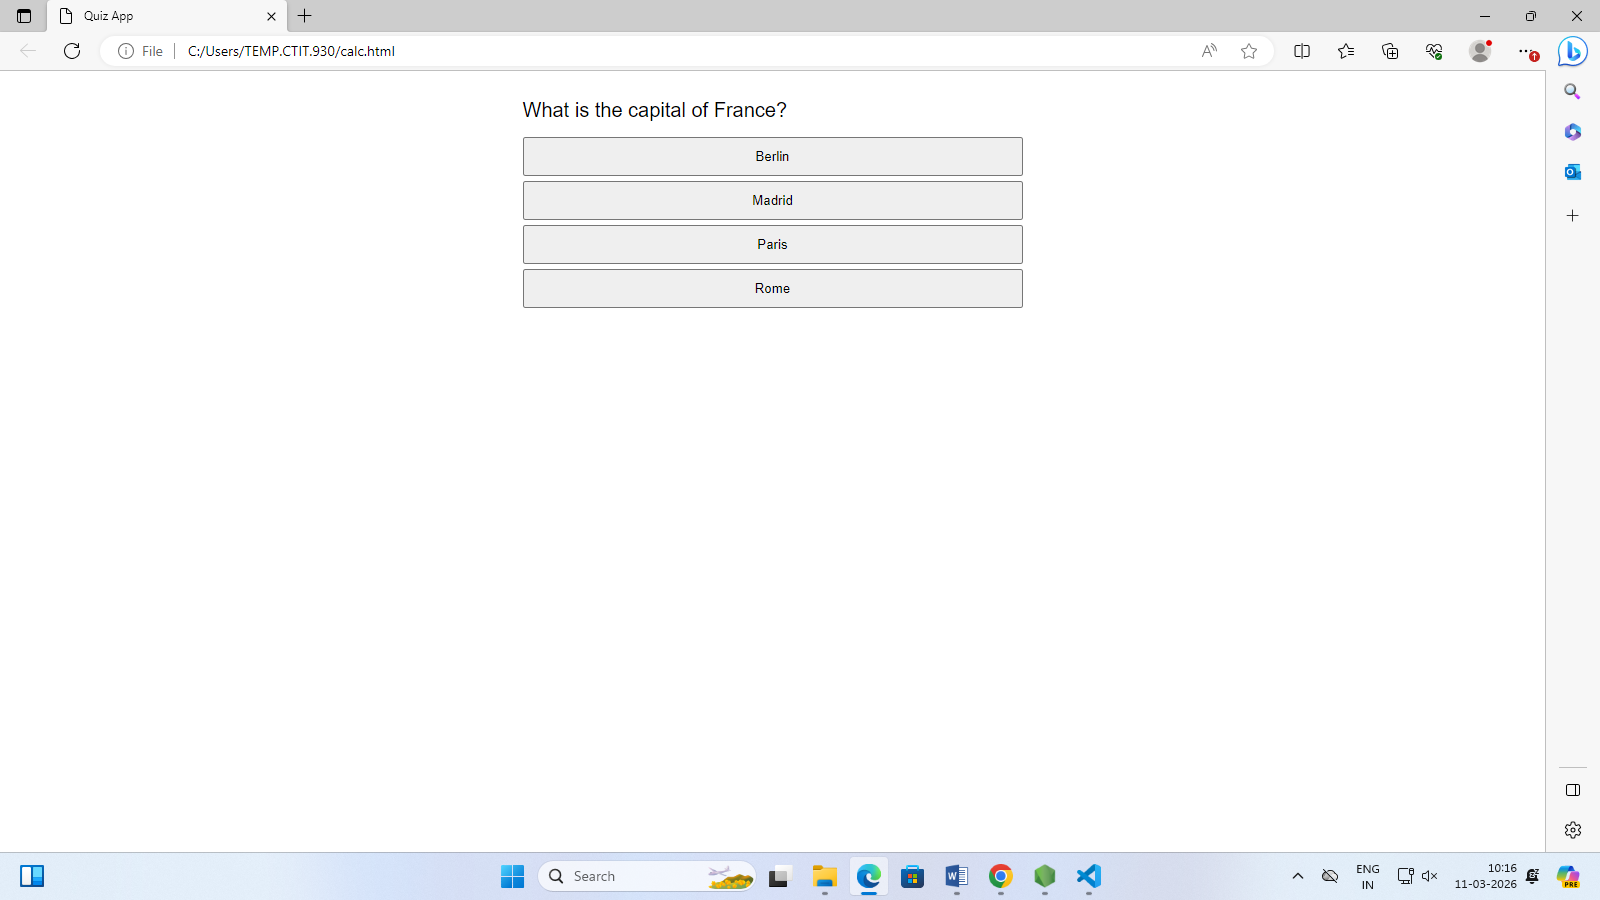 Quiz App
File
C:/Users/TEMP.CTIT.930/calc.html
What is the capital of France?
Berlin
Madrid
Paris
Rome
Search
ENG
IN
10:16
11-03-2026
PRE